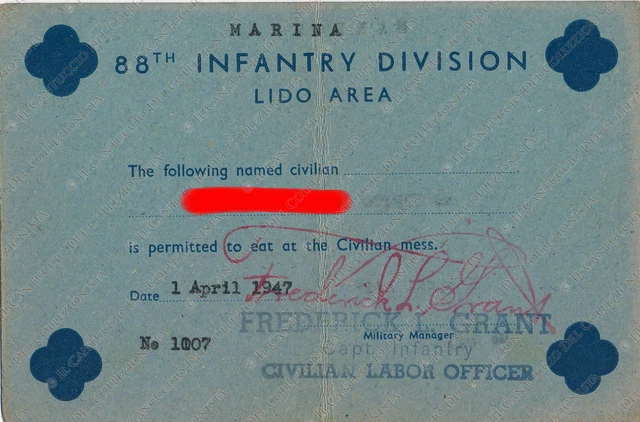 MARINA
88TH INFANTRY DIVISION
LIDO AREA
The following named civilian
is permitted to eat at the Civilian mess.
Date 1 April 1947
Frederick L. Grant
FREDERICK L. GRANT
Military Manager
No 1007
Capt. Infantry
CIVILIAN LABOR OFFICER